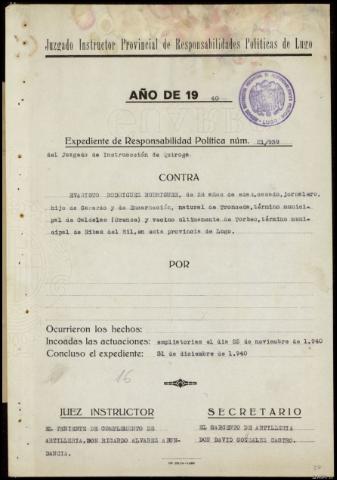 Juzgado Instructor Provincial de Responsabilidades Políticas de Lugo
AÑO DE 19 40
Expediente de Responsabilidad Política núm. 21/939
del Juzgado de Instrucción de Quiroga.
CONTRA
EVARISTO RODRIGUEZ RODRIGUEZ, de 24 años de edad, casado, jornalero,
hijo de Genardo y de Encarnación, natural de Tronceda, término munici-
pal de Caldelas (Orense) y vecino ultimamente de Torbeo, término mu-
nicipal de Ribas del Sil, en esta provincia de Lugo.
POR
Ocurrieron los hechos:
Incoadas las actuaciones: ampliatorias el día 25 de noviembre de 1.940
Concluso el expediente: 31 de diciembre de 1.940
16
JUEZ INSTRUCTOR
SECRETARIO
EL TENIENTE DE COMPLEMENTO DE
ARTILLERIA, DON RICARDO ALVAREZ ABUN-
DANCIA.
EL SARGENTO DE ARTILLERIA
DON DAVID GONZALEZ CASTRO.